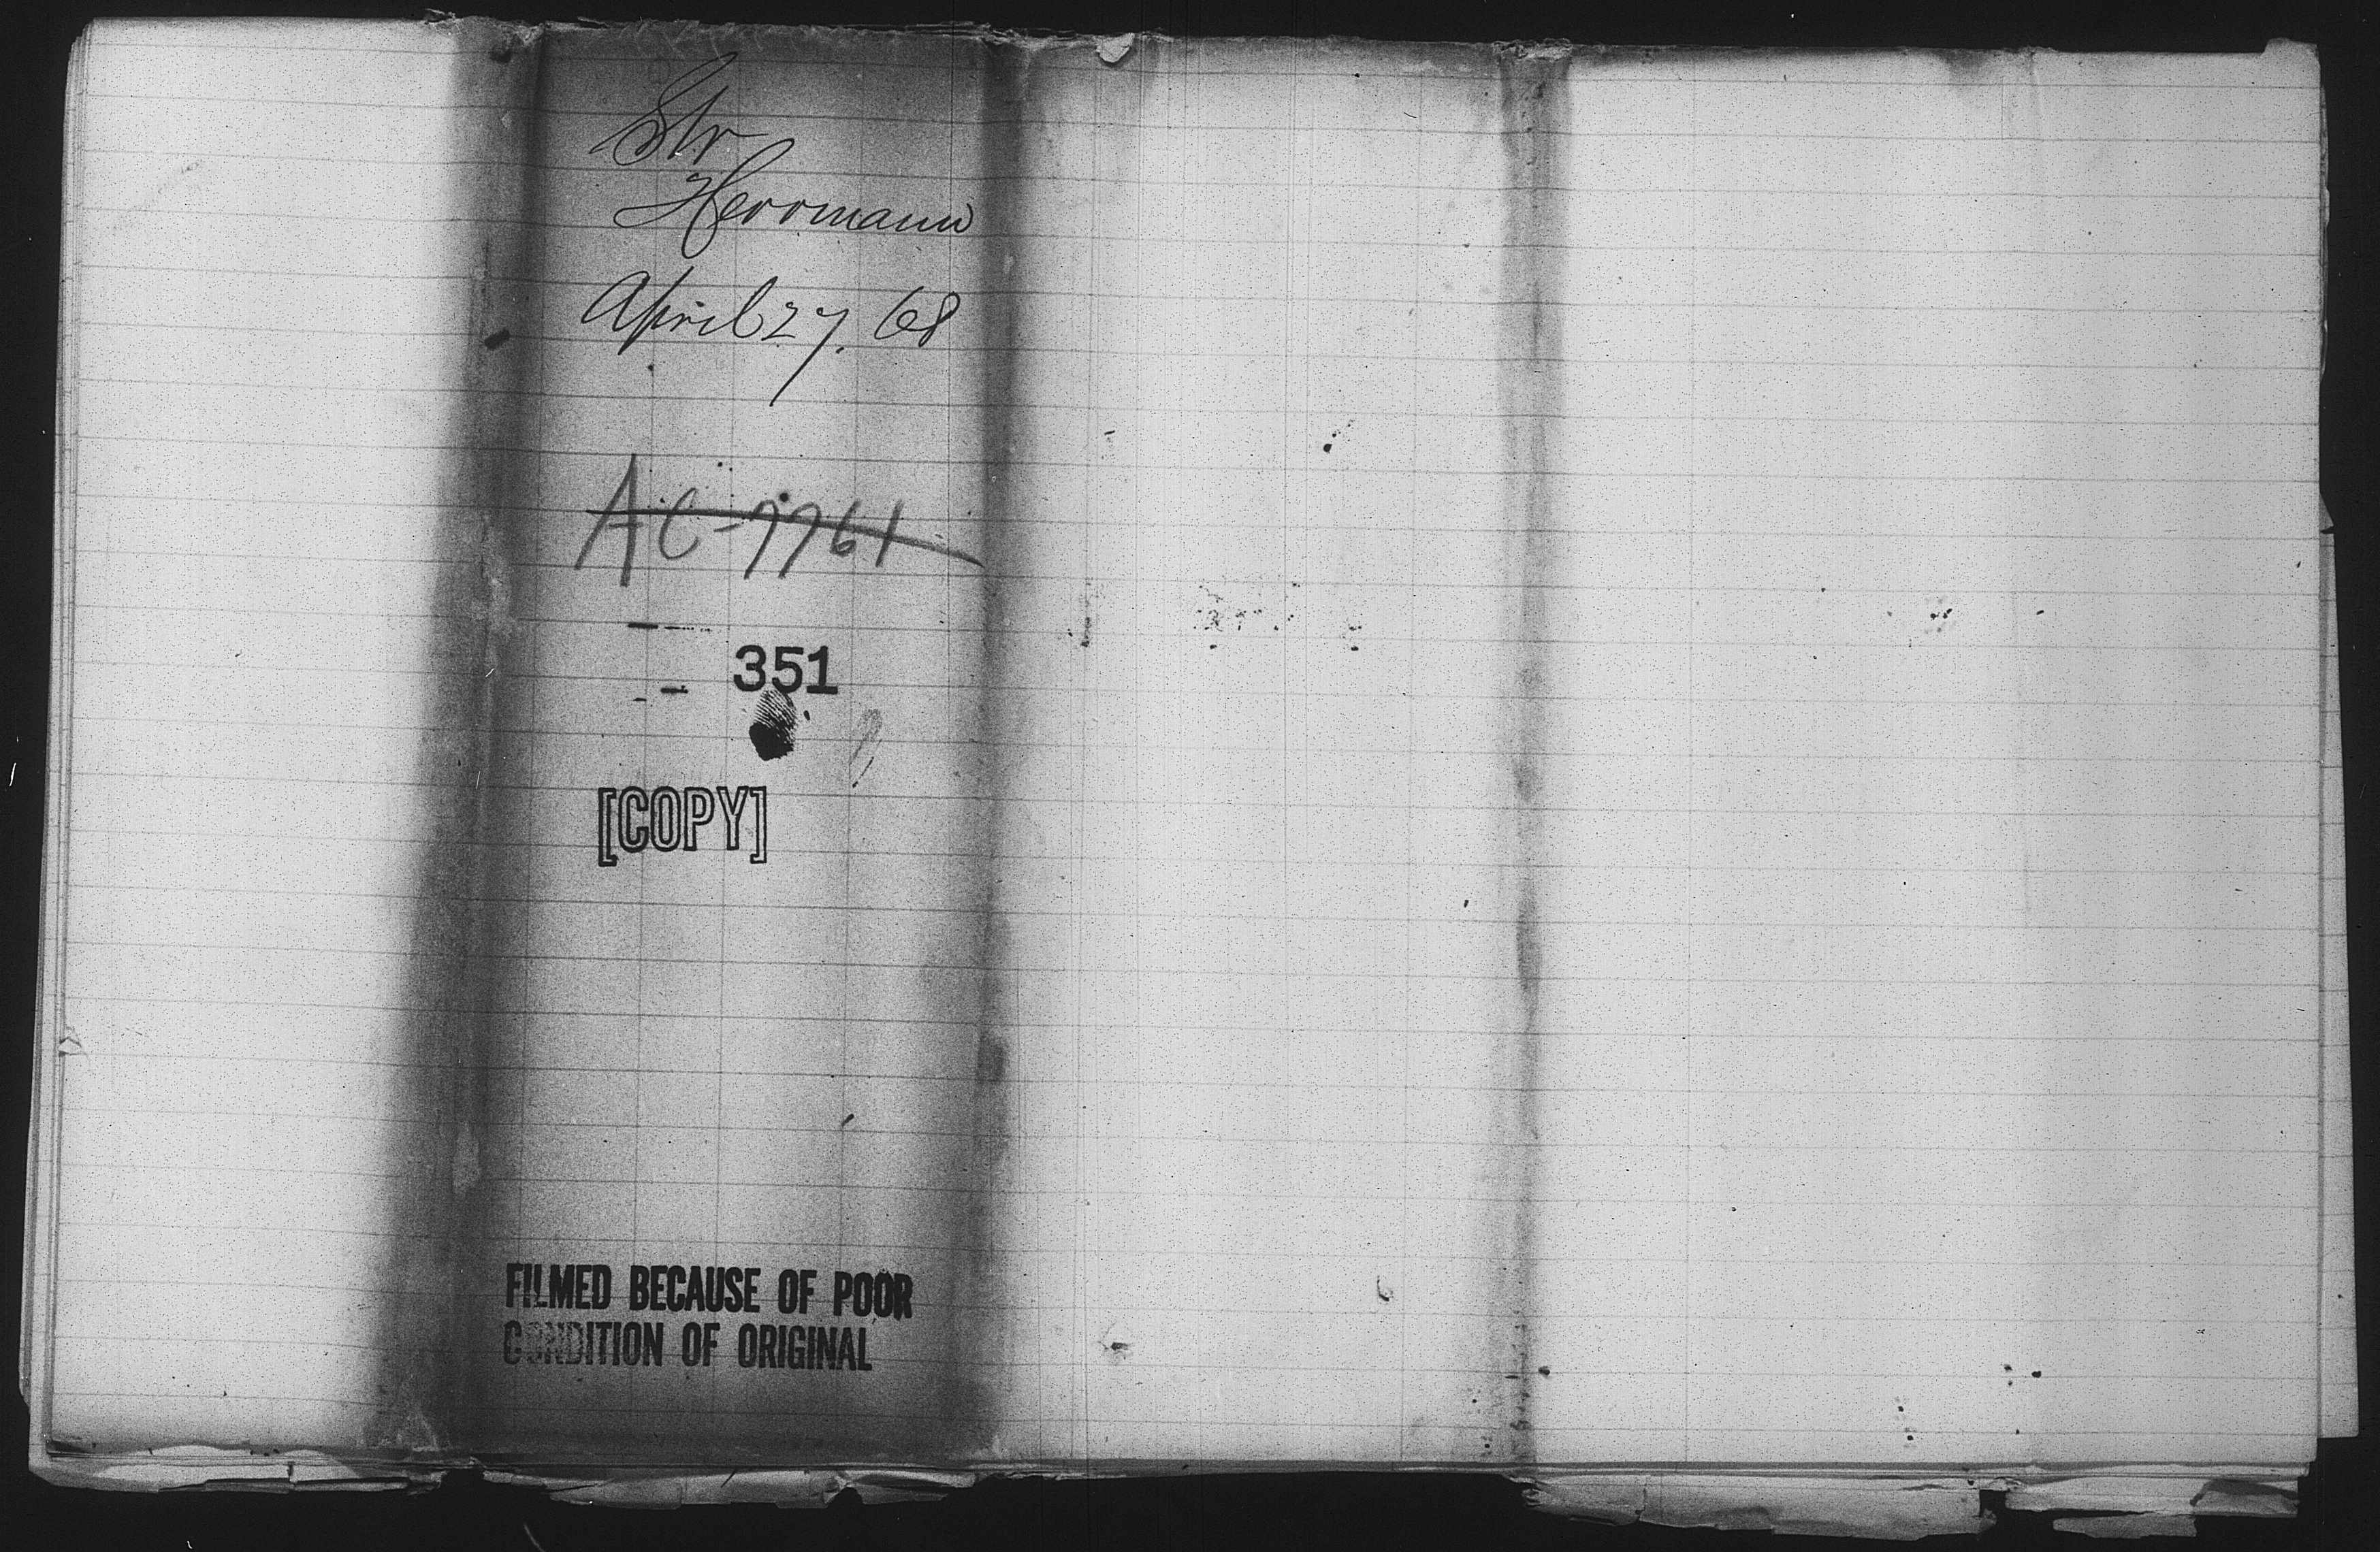 Str
Herrmann
April 27. 68
AC-7761
351
[COPY]
FILMED BECAUSE OF POOR
CONDITION OF ORIGINAL